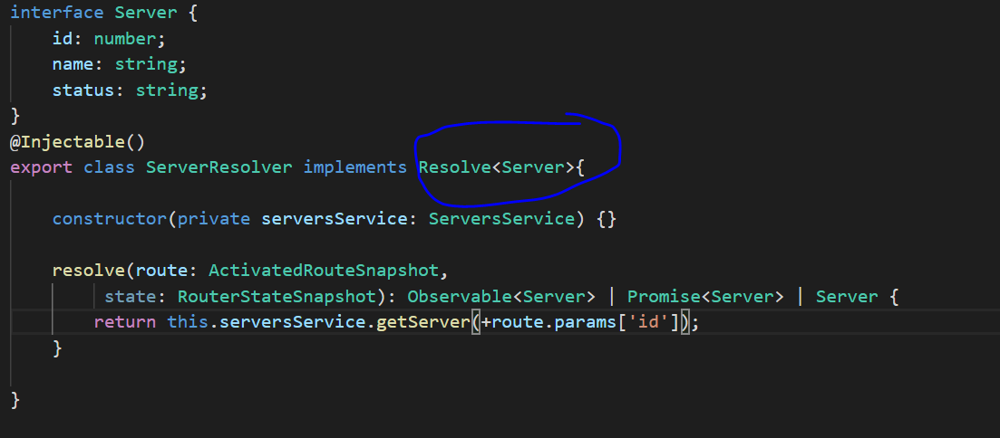 interface Server {
    id: number;
    name: string;
    status: string;
}
@Injectable()
export class ServerResolver implements Resolve<Server>{
    constructor(private serversService: ServersService) {}
    resolve(route: ActivatedRouteSnapshot,
         state: RouterStateSnapshot): Observable<Server> | Promise<Server> | Server {
        return this.serversService.getServer(+route.params['id']);
    }
}